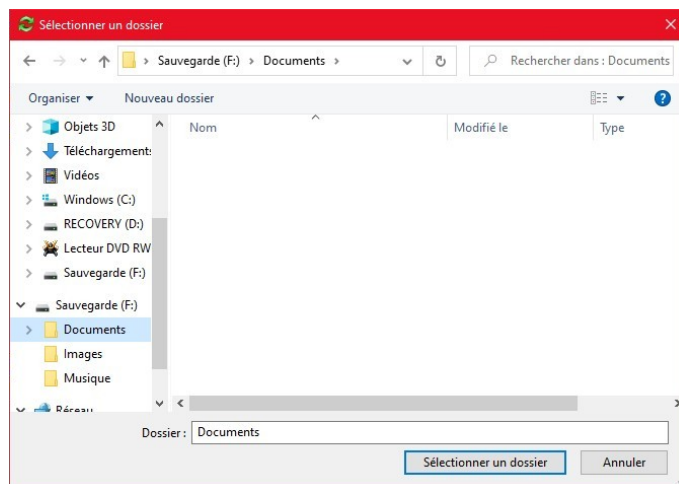 Sélectionner un dossier
Sauvegarde (F:) › Documents ›
Rechercher dans : Documents
Organiser
Nouveau dossier
Nom
Modifié le
Type
Objets 3D
Téléchargements
Vidéos
Windows (C:)
RECOVERY (D:)
Lecteur DVD RW
Sauvegarde (F:)
Sauvegarde (F:)
Documents
Images
Musique
Réseau
Dossier : Documents
Sélectionner un dossier
Annuler